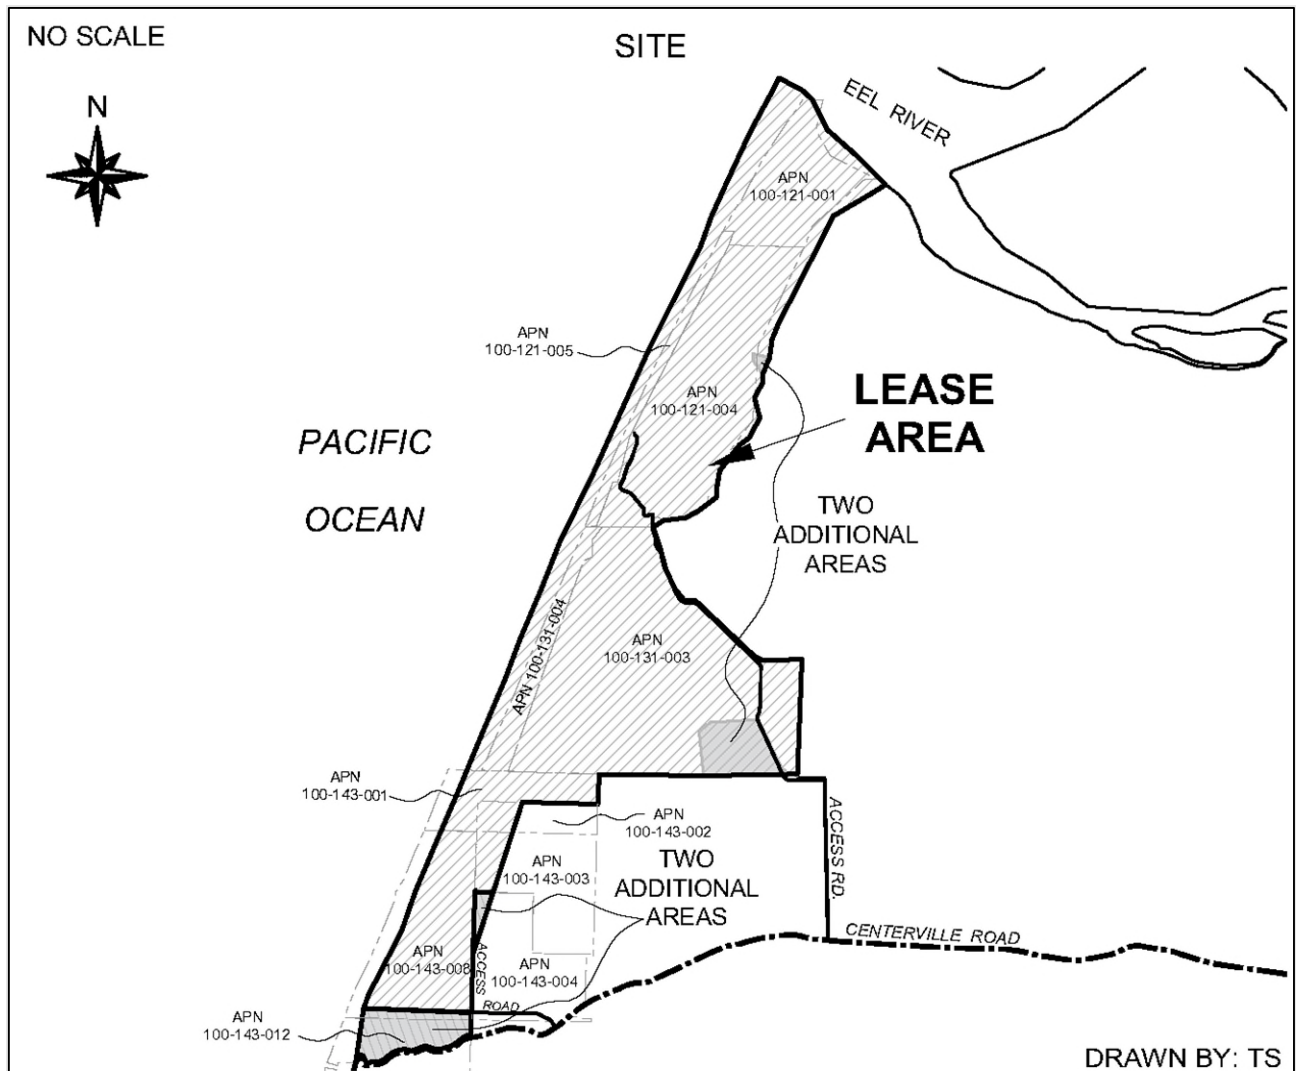 NO SCALE
SITE
N
EEL RIVER
APN
100-121-001
APN
100-121-005
APN
100-121-004
LEASE
AREA
PACIFIC
OCEAN
TWO
ADDITIONAL
AREAS
APN 100-131-004
APN
100-131-003
APN
100-143-001
APN
100-143-002
ACCESS RD.
APN
100-143-003
TWO
ADDITIONAL
AREAS
CENTERVILLE ROAD
APN
100-143-008
ACCESS
APN
100-143-004
ROAD
APN
100-143-012
DRAWN BY: TS